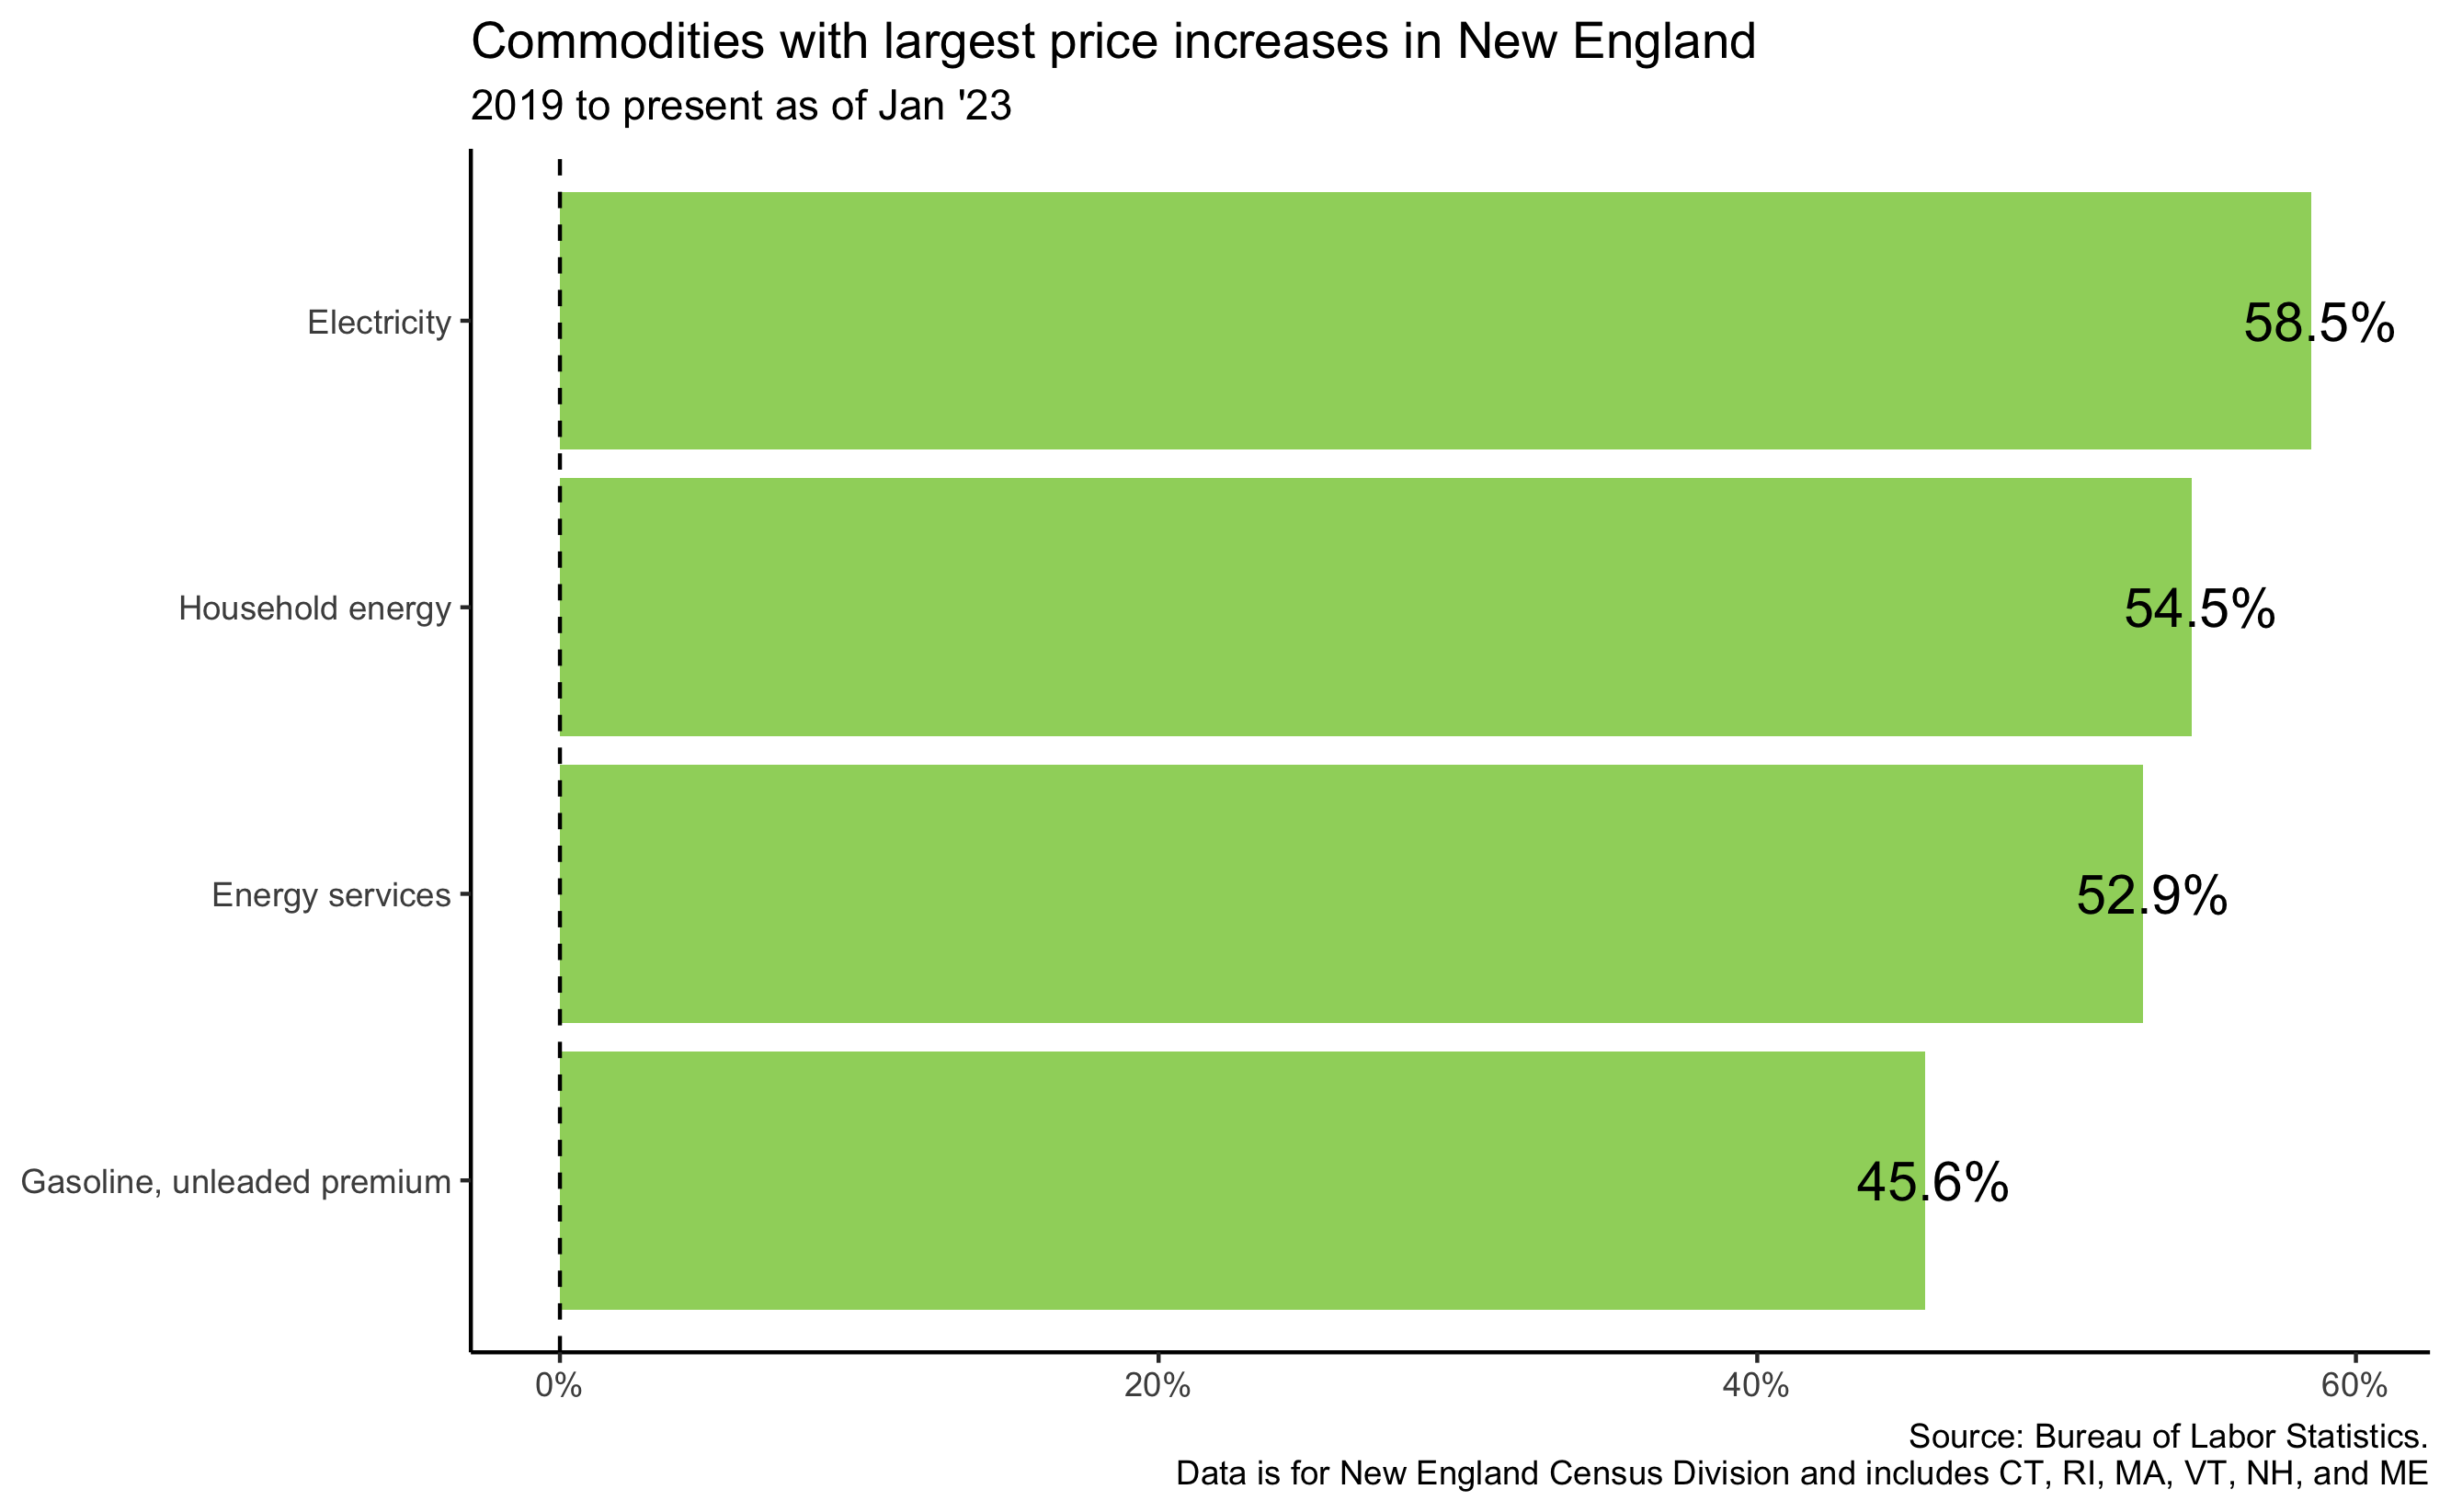 Commodities with largest price increases in New England
2019 to present as of Jan '23
Electricity
58.5%
Household energy
54.5%
Energy services
52.9%
Gasoline, unleaded premium
45.6%
0%
20%
40%
60%
Source: Bureau of Labor Statistics.
Data is for New England Census Division and includes CT, RI, MA, VT, NH, and ME